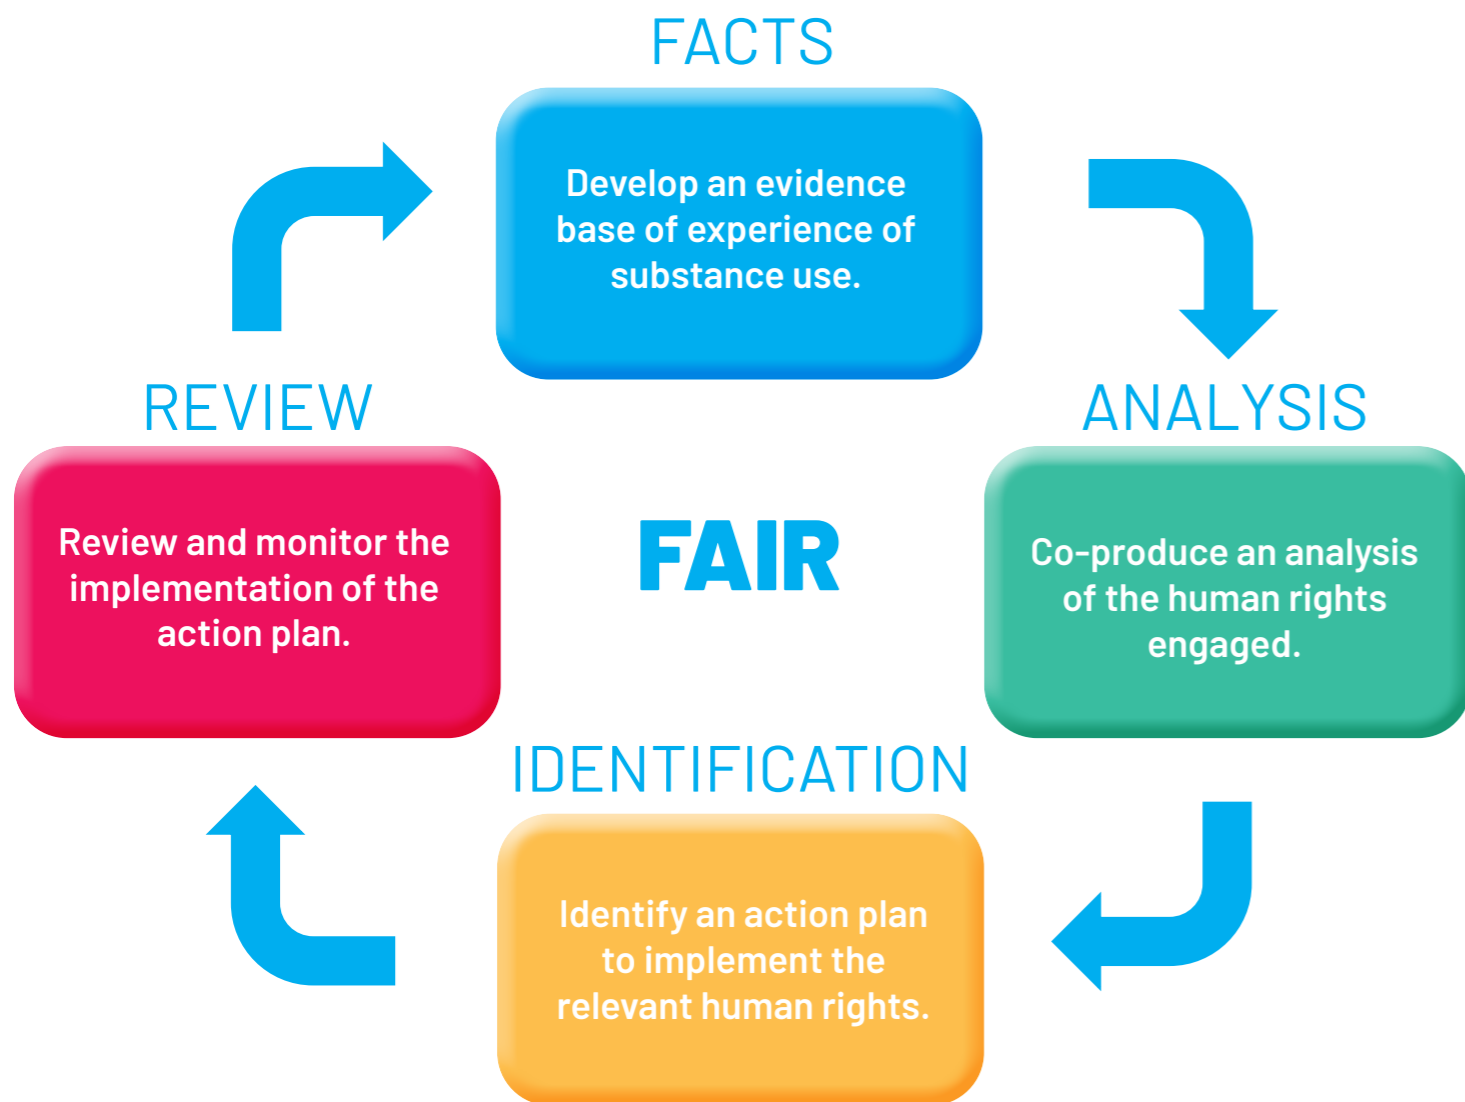 FACTS
Develop an evidence
base of experience of
substance use.
REVIEW
Review and monitor the
implementation of the
action plan.
FAIR
ANALYSIS
Co-produce an analysis
of the human rights
engaged.
IDENTIFICATION
Identify an action plan
to implement the
relevant human rights.